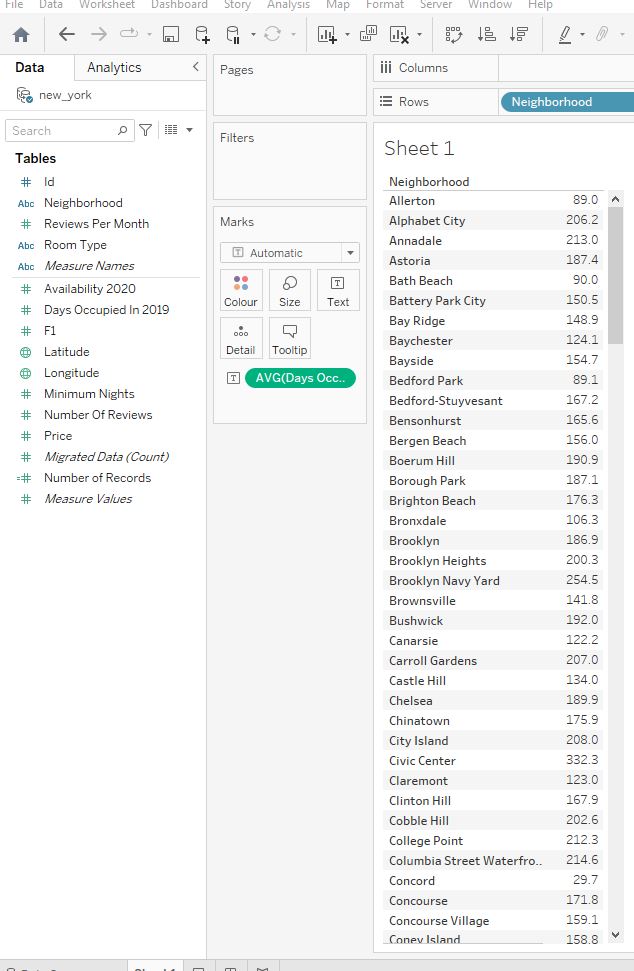 File Data Worksheet Dashboard Story Analysis Map Format Server Window Help
Data Analytics
new_york
Search
Tables
# Id
Abc Neighborhood
# Reviews Per Month
Abc Room Type
Abc Measure Names
# Availability 2020
# Days Occupied In 2019
# F1
Latitude
Longitude
# Minimum Nights
# Number Of Reviews
# Price
# Migrated Data (Count)
=# Number of Records
# Measure Values
Pages
Filters
Marks
T Automatic
Colour Size Text
Detail Tooltip
T AVG(Days Occ..
Columns
Rows Neighborhood
Sheet 1
Neighborhood
Allerton 89.0
Alphabet City 206.2
Annadale 213.0
Astoria 187.4
Bath Beach 90.0
Battery Park City 150.5
Bay Ridge 148.9
Baychester 124.1
Bayside 154.7
Bedford Park 89.1
Bedford-Stuyvesant 167.2
Bensonhurst 165.6
Bergen Beach 156.0
Boerum Hill 190.9
Borough Park 187.1
Brighton Beach 176.3
Bronxdale 106.3
Brooklyn 186.9
Brooklyn Heights 200.3
Brooklyn Navy Yard 254.5
Brownsville 141.8
Bushwick 192.0
Canarsie 122.2
Carroll Gardens 207.0
Castle Hill 134.0
Chelsea 189.9
Chinatown 175.9
City Island 208.0
Civic Center 332.3
Claremont 123.0
Clinton Hill 167.9
Cobble Hill 202.6
College Point 212.3
Columbia Street Waterfro.. 214.6
Concord 29.7
Concourse 171.8
Concourse Village 159.1
Coney Island 158.8
Sheet 1